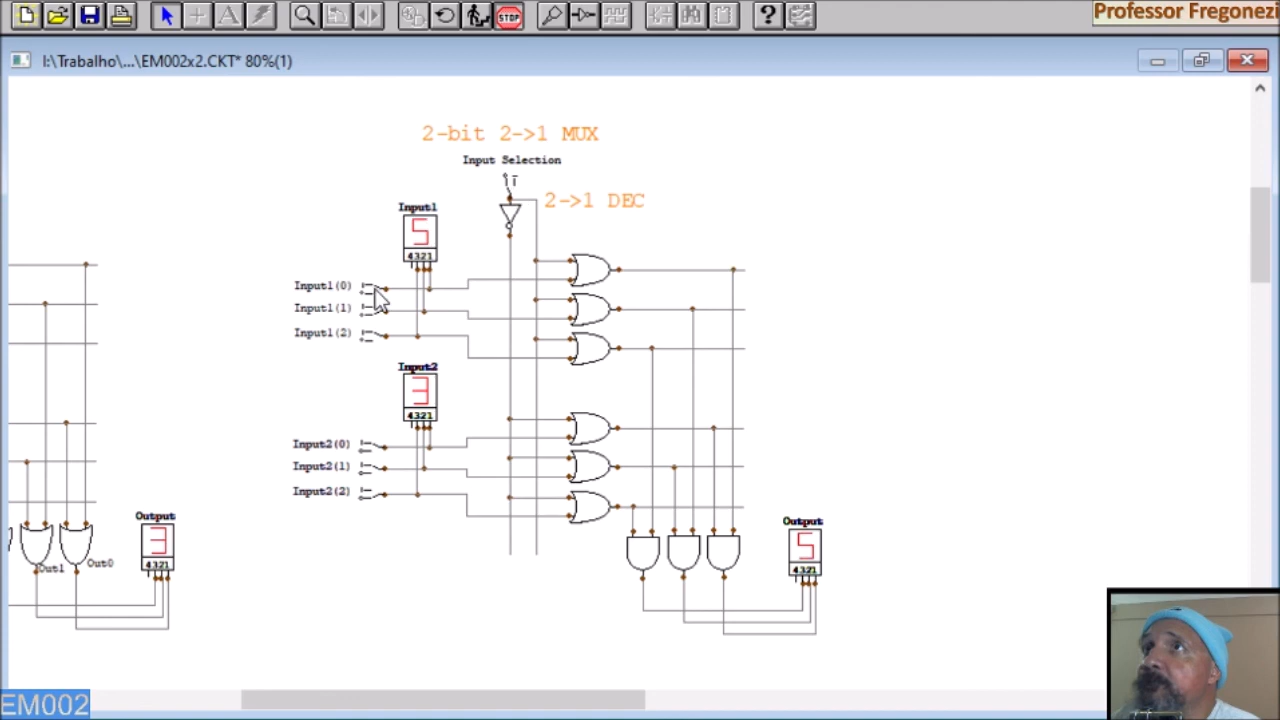 Professor Fregonezi
STOP
?
I:\Trabalho\...\EM002x2.CKT* 80%(1)
2-bit 2->1 MUX
Input Selection
2->1 DEC
Input1
5
4321
Input1(0)
Input1(1)
Input1(2)
Input2
3
4321
Input2(0)
Input2(1)
Input2(2)
Output
3
4321
Out1
Out0
Output
5
4321
EM002